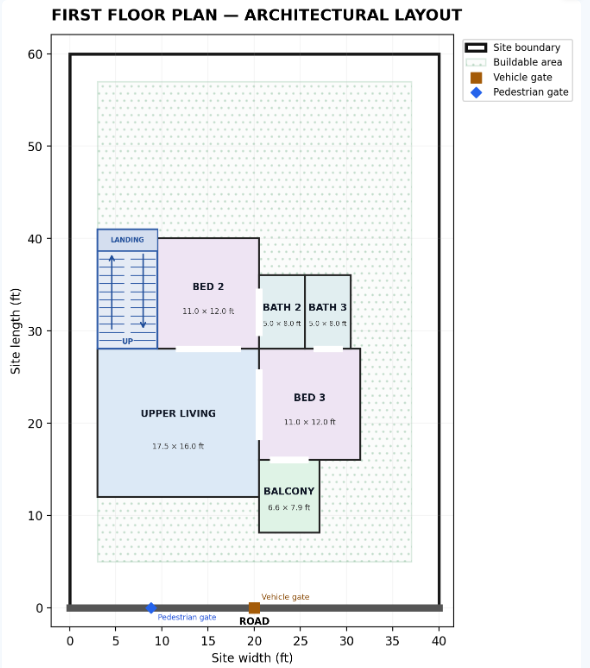 FIRST FLOOR PLAN — ARCHITECTURAL LAYOUT
Site boundary
Buildable area
Vehicle gate
Pedestrian gate
60
50
40
30
20
10
0
Site length (ft)
LANDING
UP
BED 2
11.0 × 12.0 ft
BATH 2
5.0 × 8.0 ft
BATH 3
5.0 × 8.0 ft
UPPER LIVING
17.5 × 16.0 ft
BED 3
11.0 × 12.0 ft
BALCONY
6.6 × 7.9 ft
Vehicle gate
Pedestrian gate
ROAD
0 5 10 15 20 25 30 35 40
Site width (ft)